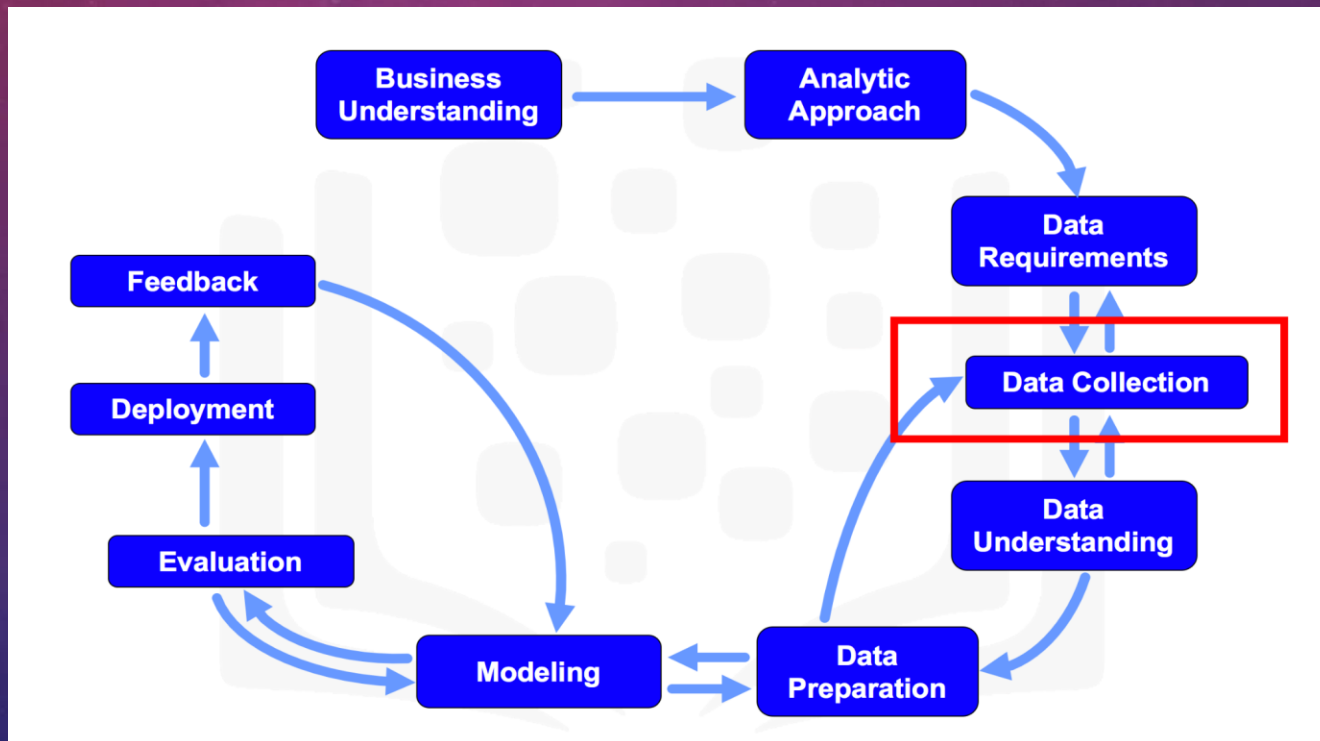 Business
Understanding
Analytic
Approach
Data
Requirements
Feedback
Data Collection
Deployment
Data
Understanding
Evaluation
Data
Preparation
Modeling